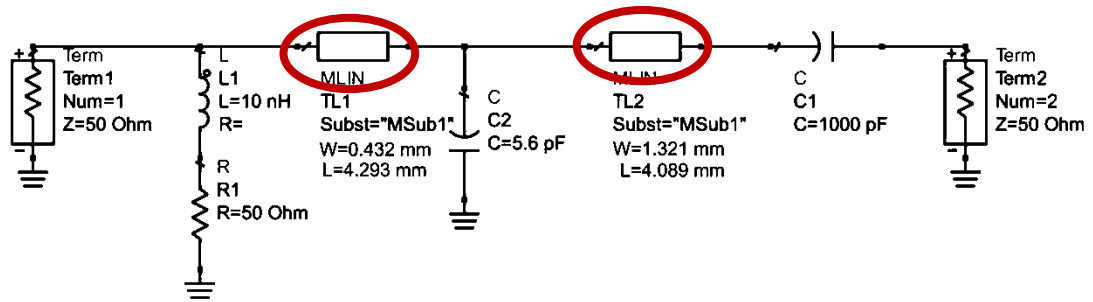 Term
Term1
Num=1
Z=50 Ohm
L
L1
L=10 nH
R=
R
R1
R=50 Ohm
MLIN
TL1
Subst="MSub1"
W=0.432 mm
L=4.293 mm
C
C2
C=5.6 pF
MLIN
TL2
Subst="MSub1"
W=1.321 mm
L=4.089 mm
C
C1
C=1000 pF
Term
Term2
Num=2
Z=50 Ohm